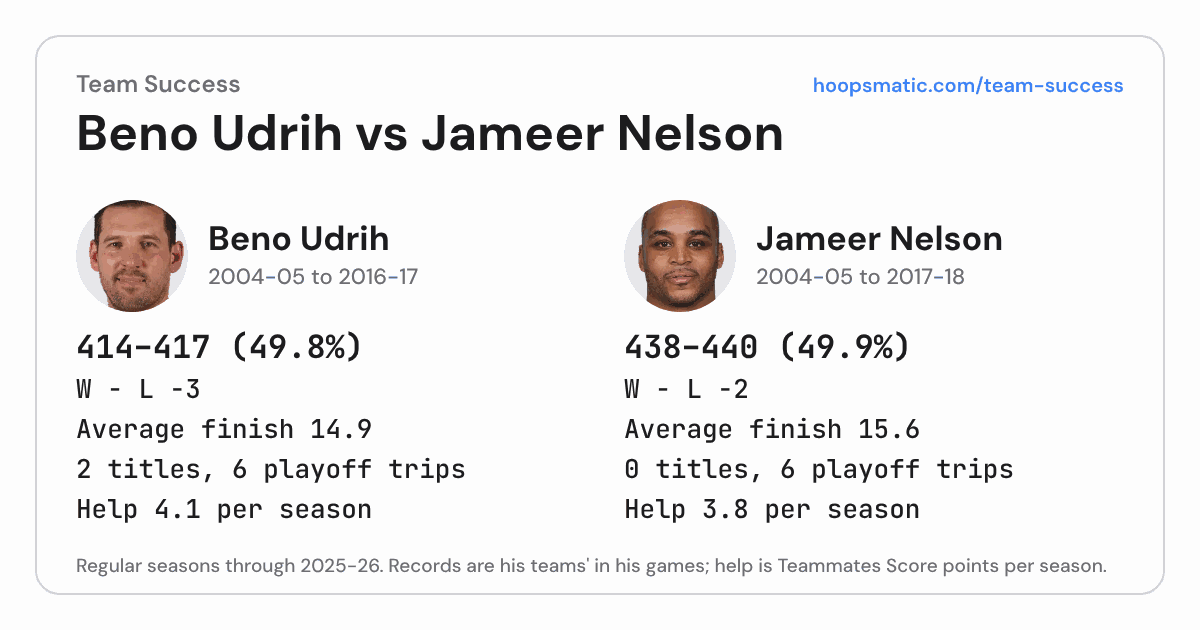 Team Success
hoopsmatic.com/team-success
Beno Udrih vs Jameer Nelson
Beno Udrih
2004-05 to 2016-17
414-417 (49.8%)
W - L -3
Average finish 14.9
2 titles, 6 playoff trips
Help 4.1 per season
Jameer Nelson
2004-05 to 2017-18
438-440 (49.9%)
W - L -2
Average finish 15.6
0 titles, 6 playoff trips
Help 3.8 per season
Regular seasons through 2025-26. Records are his teams' in his games; help is Teammates Score points per season.